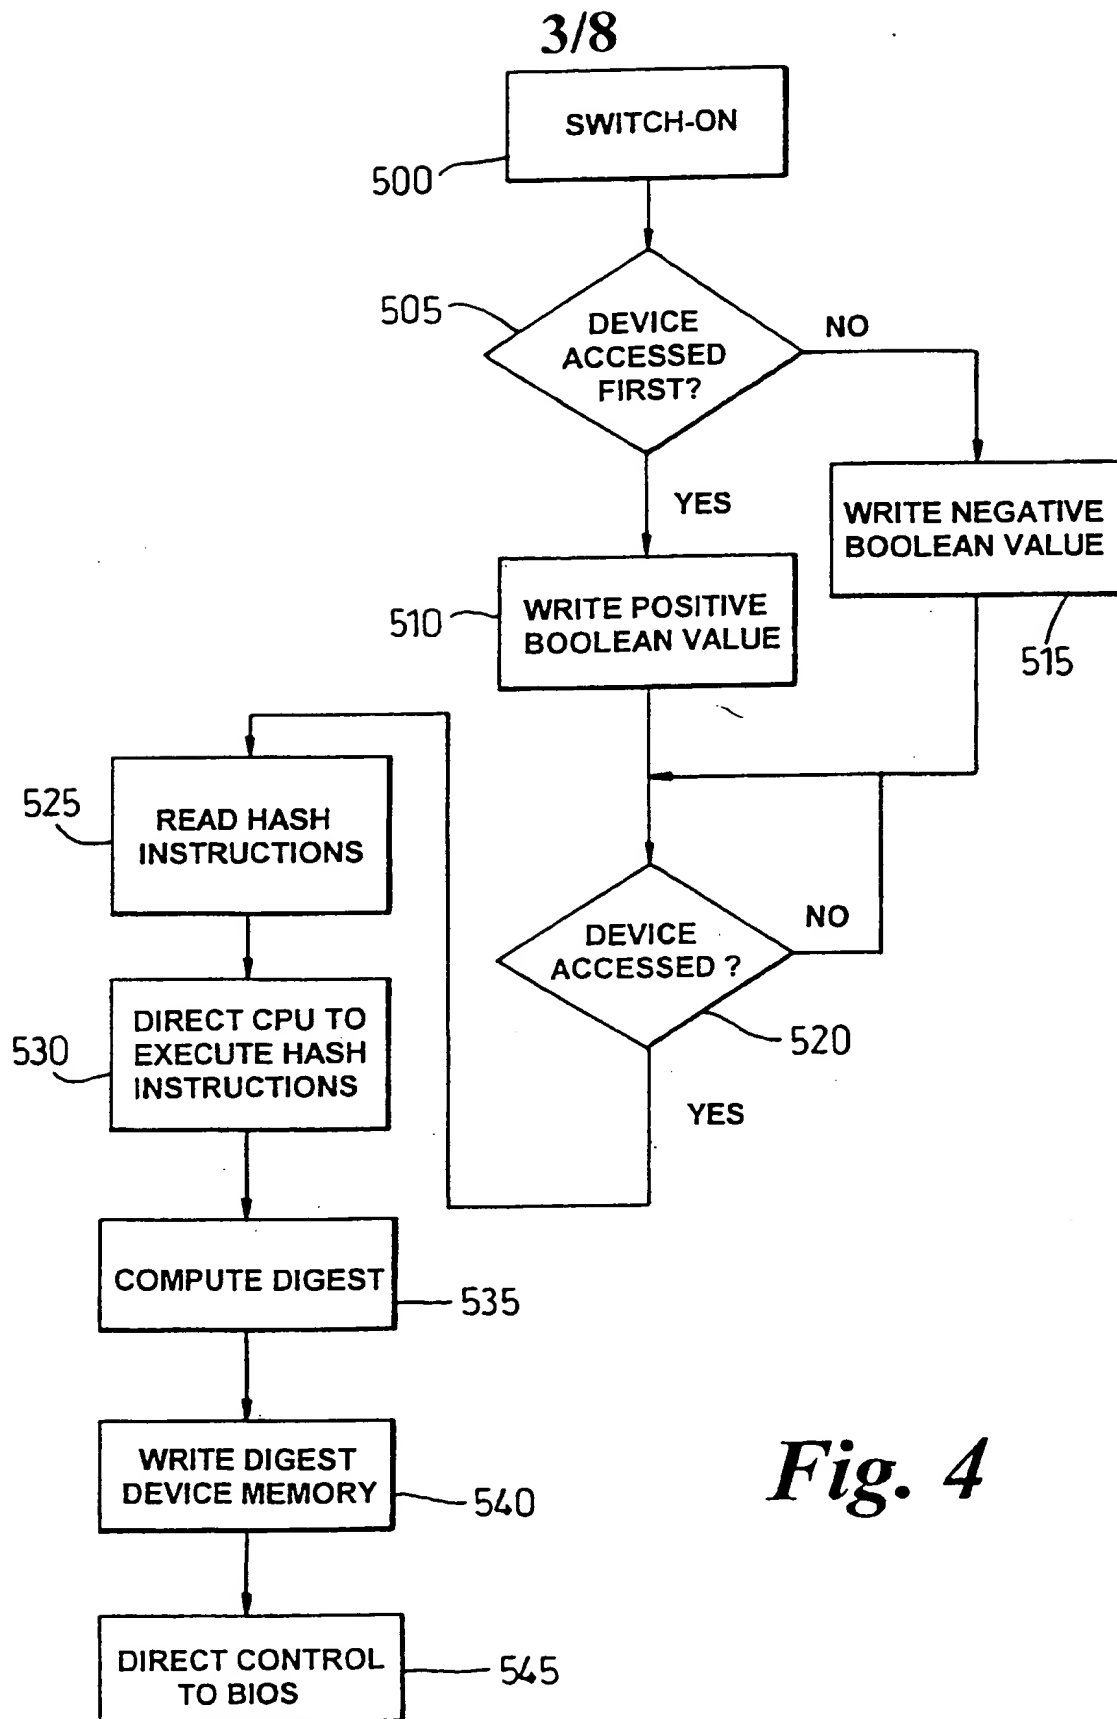 3/8
SWITCH-ON
500
505
DEVICE
ACCESSED
FIRST?
NO
YES
WRITE NEGATIVE
BOOLEAN VALUE
515
510
WRITE POSITIVE
BOOLEAN VALUE
525
READ HASH
INSTRUCTIONS
DEVICE
ACCESSED ?
NO
520
YES
530
DIRECT CPU TO
EXECUTE HASH
INSTRUCTIONS
COMPUTE DIGEST
535
WRITE DIGEST
DEVICE MEMORY
540
DIRECT CONTROL
TO BIOS
545
Fig. 4